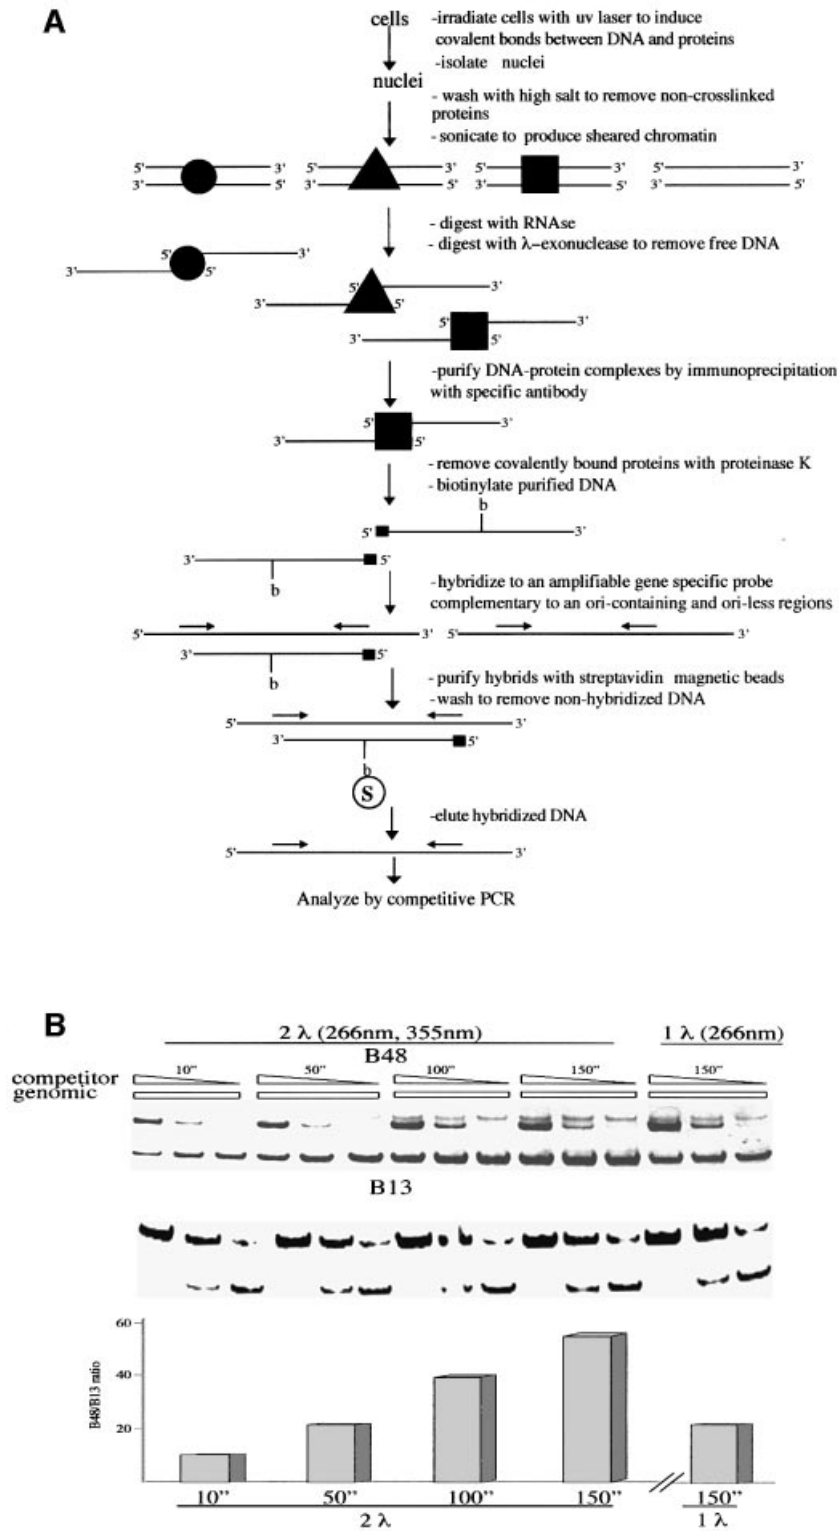 A
cells
-irradiate cells with uv laser to induce
covalent bonds between DNA and proteins
-isolate nuclei
nuclei
- wash with high salt to remove non-crosslinked
proteins
- sonicate to produce sheared chromatin
5' 3' 5' 3' 5' 3' 5' 3'
3' 5' 3' 5' 3' 5' 3' 5'
- digest with RNAse
- digest with λ-exonuclease to remove free DNA
5' 3'
3' 5'
5' 3'
3' 5'
5' 3'
3' 5'
-purify DNA-protein complexes by immunoprecipitation
with specific antibody
5' 3'
3' 5'
- remove covalently bound proteins with proteinase K
- biotinylate purified DNA
b
5' 3'
3' 5'
b
-hybridize to an amplifiable gene specific probe
complementary to an ori-containing and ori-less regions
5' 3' 5' 3'
3' 5'
b
- purify hybrids with streptavidin magnetic beads
-wash to remove non-hybridized DNA
5' 3'
3' 5'
b
S
-elute hybridized DNA
5' 3'
Analyze by competitive PCR
B
2 λ (266nm, 355nm) 1 λ (266nm)
B48
10" 50" 100" 150" 150"
competitor
genomic
B13
60
40
20
B48/B13 ratio
10" 50" 100" 150" 150"
2 λ 1 λ